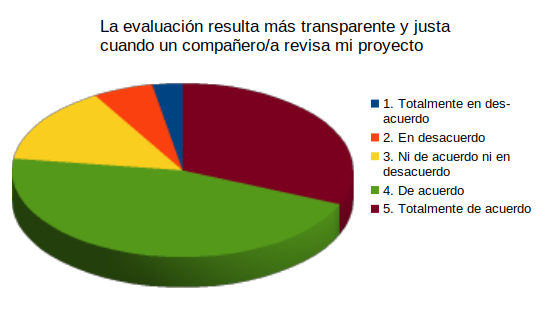 La evaluación resulta más transparente y justa
cuando un compañero/a revisa mi proyecto
1. Totalmente en des-
acuerdo
2. En desacuerdo
3. Ni de acuerdo ni en
desacuerdo
4. De acuerdo
5. Totalmente de acuerdo